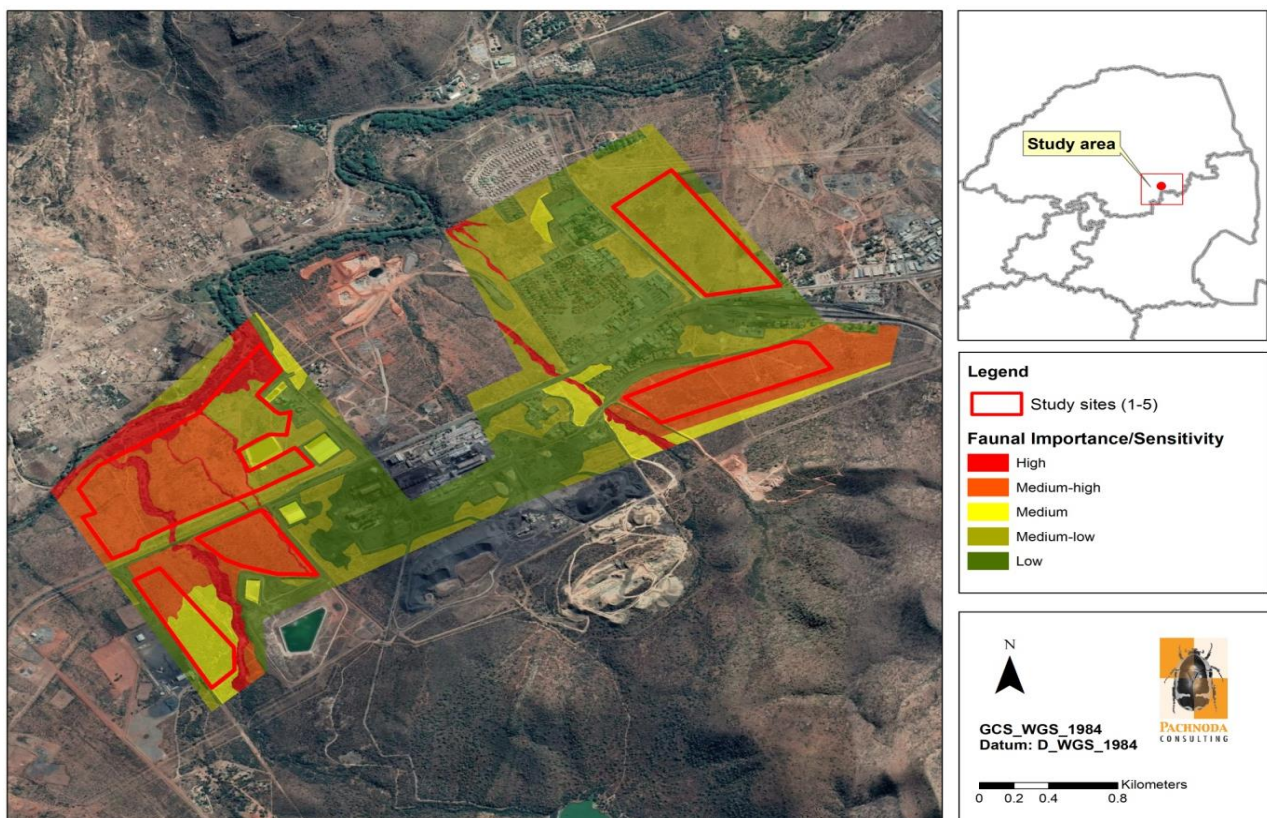 Study area
Legend
Study sites (1-5)
Faunal Importance/Sensitivity
High
Medium-high
Medium
Medium-low
Low
N
GCS_WGS_1984
Datum: D_WGS_1984
PACHNODA
CONSULTING
Kilometers
0 0.2 0.4 0.8